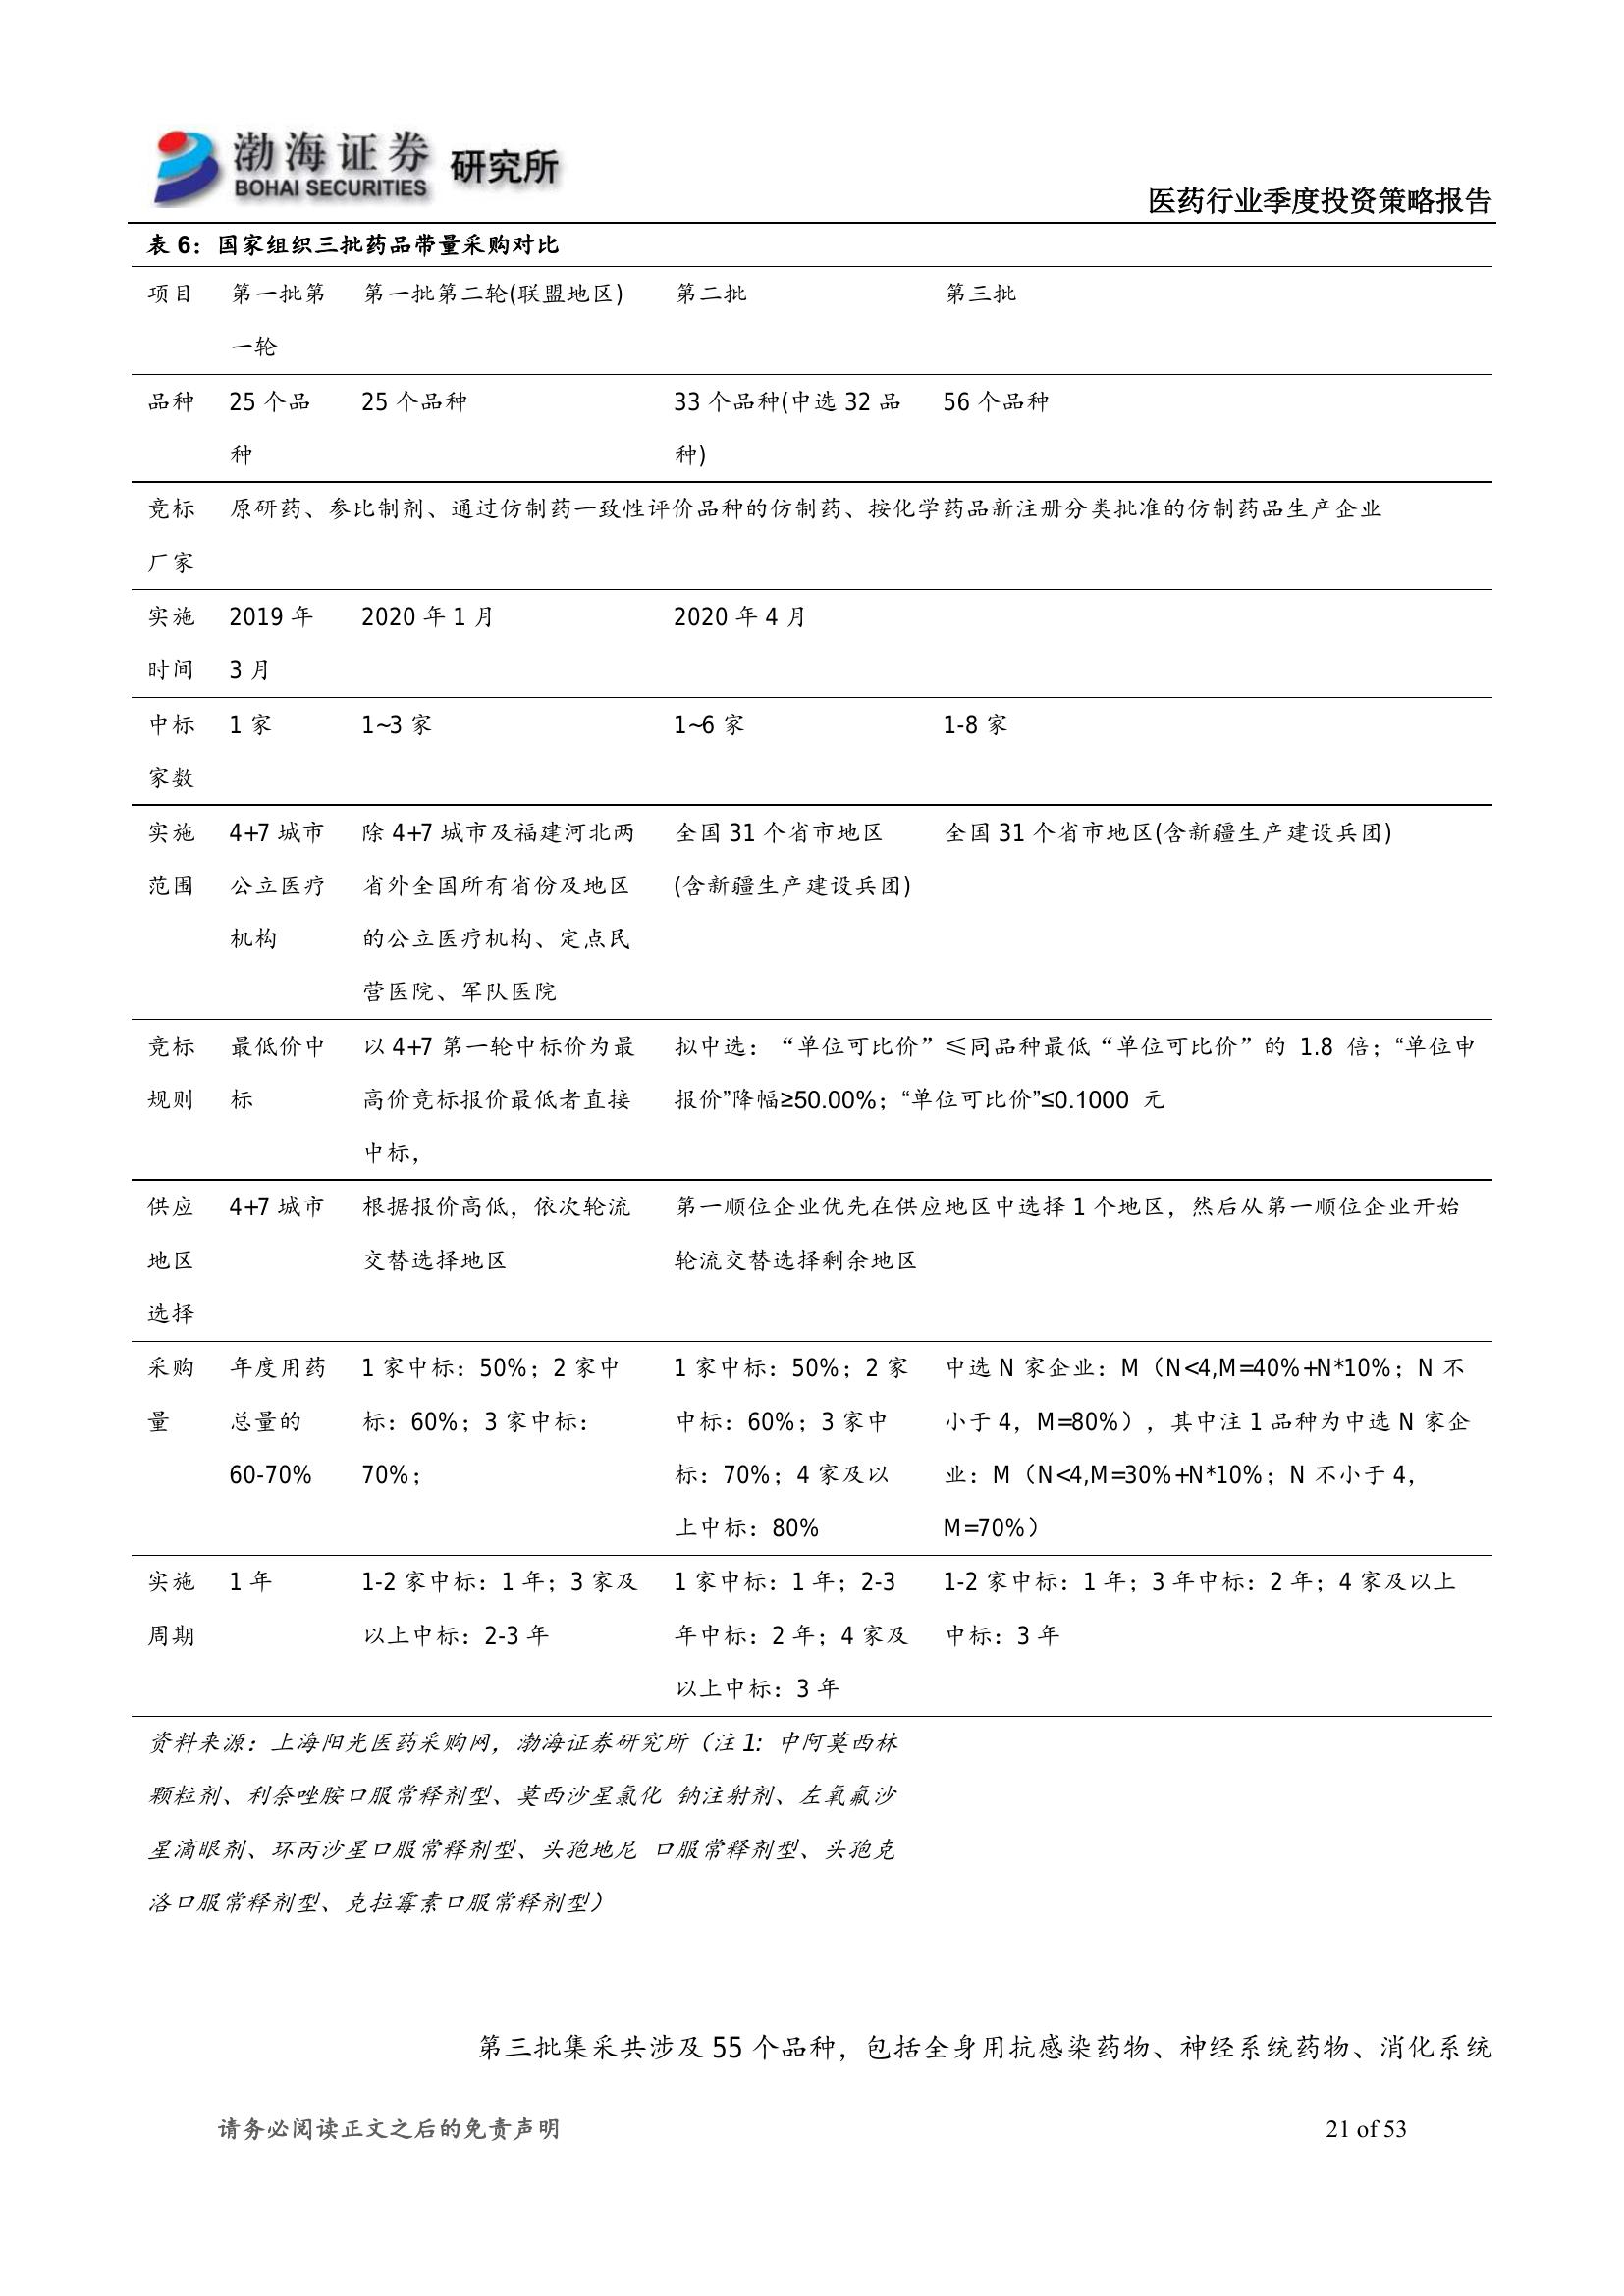 渤海证券 研究所
BOHAI SECURITIES
医药行业季度投资策略报告
表 6：国家组织三批药品带量采购对比
项目 第一批第 第一批第二轮(联盟地区) 第二批 第三批
一轮
品种 25 个品 25 个品种 33 个品种(中选 32 品 56 个品种
种 种)
竞标 原研药、参比制剂、通过仿制药一致性评价品种的仿制药、按化学药品新注册分类批准的仿制药品生产企业
厂家
实施 2019 年 2020 年 1 月 2020 年 4 月
时间 3 月
中标 1 家 1~3 家 1~6 家 1-8 家
家数
实施 4+7 城市 除 4+7 城市及福建河北两 全国 31 个省市地区 全国 31 个省市地区(含新疆生产建设兵团)
范围 公立医疗 省外全国所有省份及地区 (含新疆生产建设兵团)
机构 的公立医疗机构、定点民
营医院、军队医院
竞标 最低价中 以 4+7 第一轮中标价为最 拟中选：“单位可比价”≤同品种最低“单位可比价”的 1.8 倍；“单位申
规则 标 高价竞标报价最低者直接 报价”降幅≥50.00%；“单位可比价”≤0.1000 元
中标，
供应 4+7 城市 根据报价高低，依次轮流 第一顺位企业优先在供应地区中选择 1 个地区，然后从第一顺位企业开始
地区 交替选择地区 轮流交替选择剩余地区
选择
采购 年度用药 1 家中标：50%；2 家中 1 家中标：50%；2 家 中选 N 家企业：M（N<4,M=40%+N*10%；N 不
量 总量的 标：60%；3 家中标： 中标：60%；3 家中 小于 4，M=80%），其中注 1 品种为中选 N 家企
60-70% 70%； 标：70%；4 家及以 业：M（N<4,M=30%+N*10%；N 不小于 4，
上中标：80% M=70%）
实施 1 年 1-2 家中标：1 年；3 家及 1 家中标：1 年；2-3 1-2 家中标：1 年；3 年中标：2 年；4 家及以上
周期 以上中标：2-3 年 年中标：2 年；4 家及 中标：3 年
以上中标：3 年
资料来源：上海阳光医药采购网，渤海证券研究所（注 1: 中阿莫西林
颗粒剂、利奈唑胺口服常释剂型、莫西沙星氯化 钠注射剂、左氧氟沙
星滴眼剂、环丙沙星口服常释剂型、头孢地尼 口服常释剂型、头孢克
洛口服常释剂型、克拉霉素口服常释剂型）
第三批集采共涉及 55 个品种，包括全身用抗感染药物、神经系统药物、消化系统
请务必阅读正文之后的免责声明 21 of 53